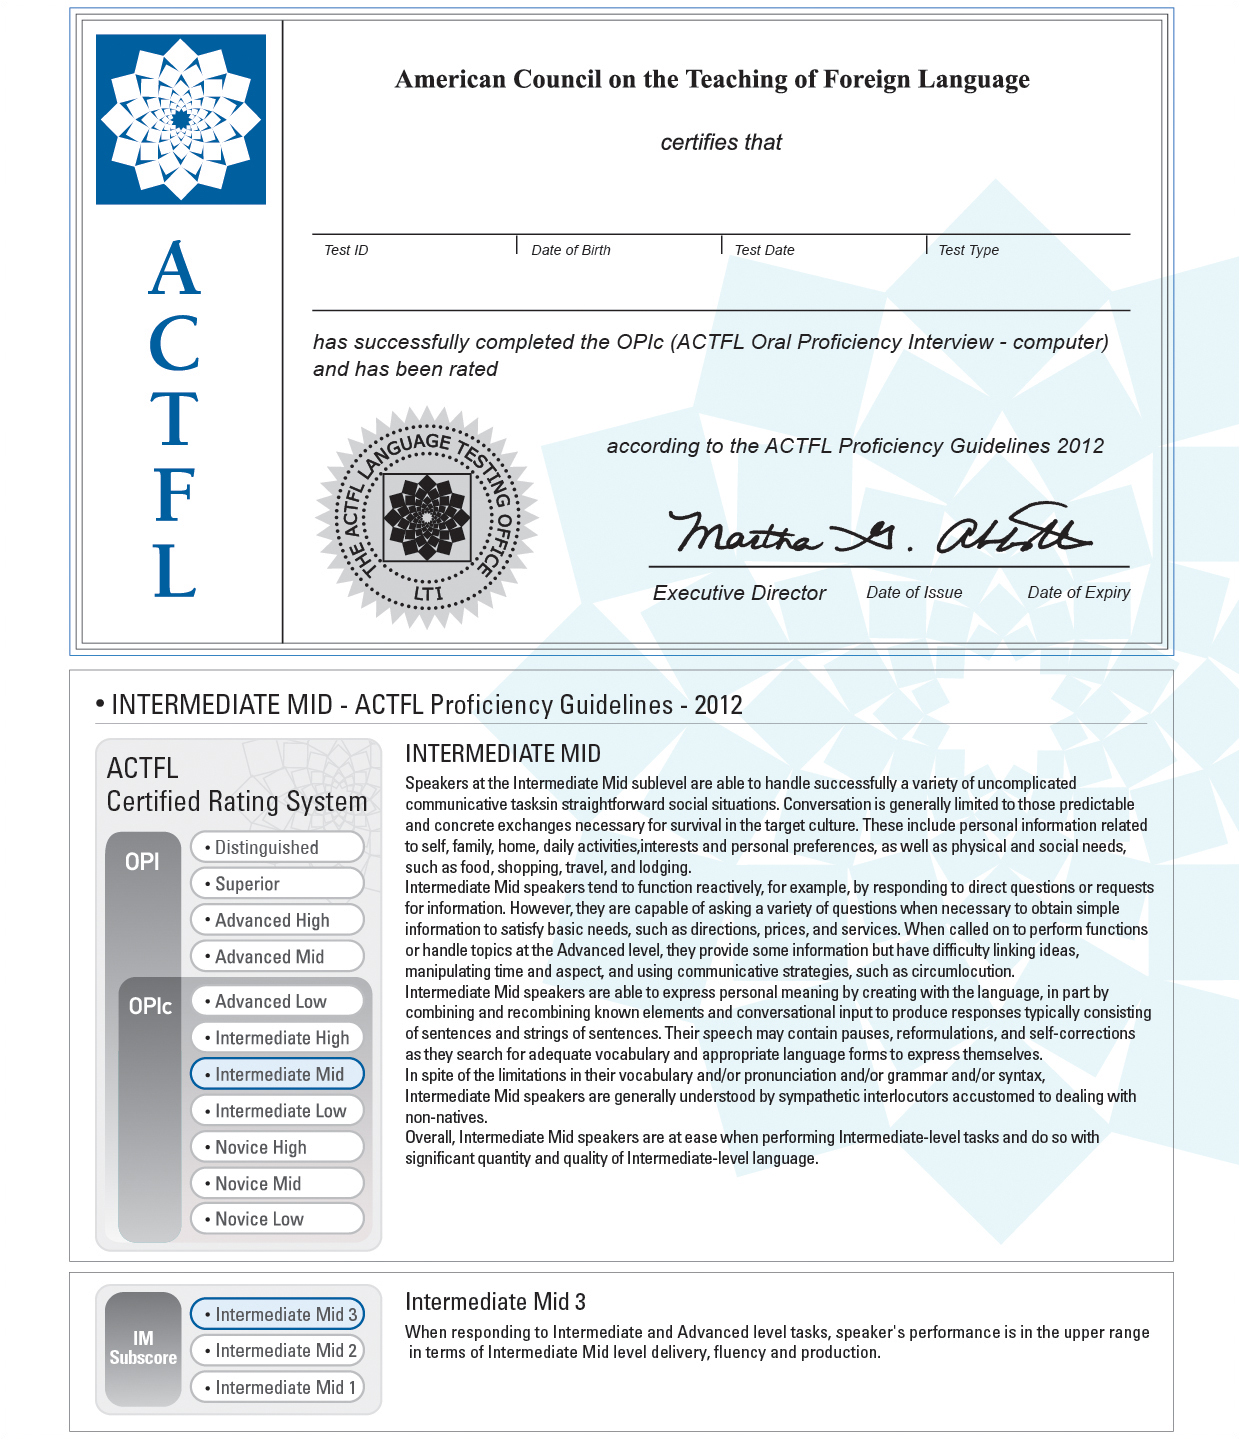 American Council on the Teaching of Foreign Language
certifies that
Test ID
Date of Birth
Test Date
Test Type
has successfully completed the OPIc (ACTFL Oral Proficiency Interview - computer)
and has been rated
A
C
T
F
L
THE ACTFL LANGUAGE TESTING OFFICE
LTI
according to the ACTFL Proficiency Guidelines 2012
Martha G. Abbott
Executive Director
Date of Issue
Date of Expiry
• INTERMEDIATE MID - ACTFL Proficiency Guidelines - 2012
ACTFL
Certified Rating System
OPI
• Distinguished
• Superior
• Advanced High
• Advanced Mid
OPIc
• Advanced Low
• Intermediate High
• Intermediate Mid
• Intermediate Low
• Novice High
• Novice Mid
• Novice Low
INTERMEDIATE MID
Speakers at the Intermediate Mid sublevel are able to handle successfully a variety of uncomplicated
communicative tasksin straightforward social situations. Conversation is generally limited to those predictable
and concrete exchanges necessary for survival in the target culture. These include personal information related
to self, family, home, daily activities,interests and personal preferences, as well as physical and social needs,
such as food, shopping, travel, and lodging.
Intermediate Mid speakers tend to function reactively, for example, by responding to direct questions or requests
for information. However, they are capable of asking a variety of questions when necessary to obtain simple
information to satisfy basic needs, such as directions, prices, and services. When called on to perform functions
or handle topics at the Advanced level, they provide some information but have difficulty linking ideas,
manipulating time and aspect, and using communicative strategies, such as circumlocution.
Intermediate Mid speakers are able to express personal meaning by creating with the language, in part by
combining and recombining known elements and conversational input to produce responses typically consisting
of sentences and strings of sentences. Their speech may contain pauses, reformulations, and self-corrections
as they search for adequate vocabulary and appropriate language forms to express themselves.
In spite of the limitations in their vocabulary and/or pronunciation and/or grammar and/or syntax,
Intermediate Mid speakers are generally understood by sympathetic interlocutors accustomed to dealing with
non-natives.
Overall, Intermediate Mid speakers are at ease when performing Intermediate-level tasks and do so with
significant quantity and quality of Intermediate-level language.
IM
Subscore
• Intermediate Mid 3
• Intermediate Mid 2
• Intermediate Mid 1
Intermediate Mid 3
When responding to Intermediate and Advanced level tasks, speaker's performance is in the upper range
in terms of Intermediate Mid level delivery, fluency and production.